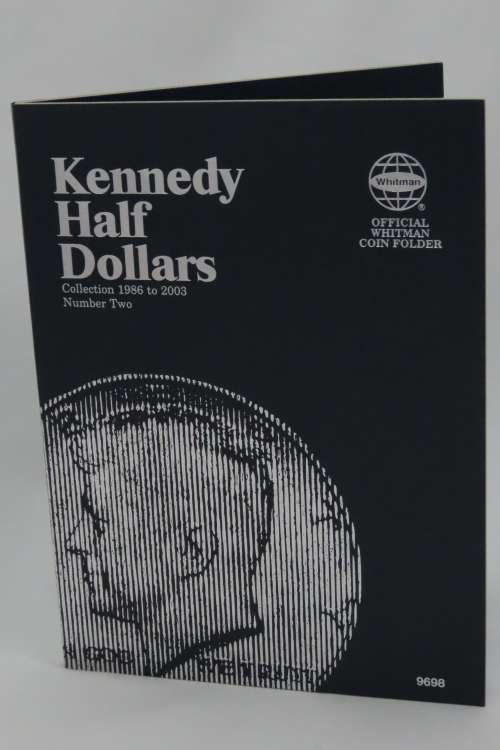 Kennedy
Half
Dollars
Collection 1986 to 2003
Number Two
Whitman
®
OFFICIAL
WHITMAN
COIN FOLDER
9698